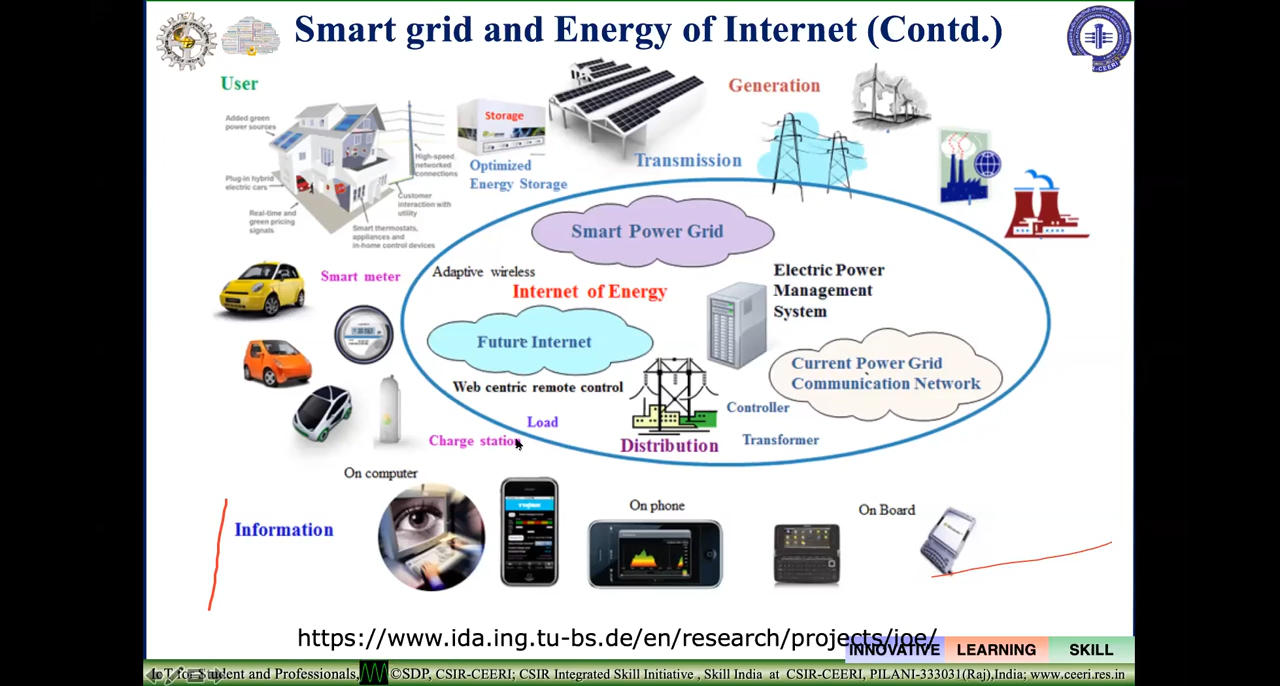 Smart grid and Energy of Internet (Contd.)
User
Generation
Added green
power sources
Storage
Optimized
Energy Storage
Transmission
High-speed
networked
connections
Plug-in hybrid
electric cars
Customer
interaction with
utility
Real-time and
green pricing
signals
Smart thermostats,
appliances and
in-home control devices
Smart Power Grid
Smart meter
Adaptive wireless
Internet of Energy
Electric Power
Management
System
Future Internet
Current Power Grid
Communication Network
Web centric remote control
Load
Controller
Charge station
Distribution
Transformer
On computer
On phone
On Board
Information
https://www.ida.ing.tu-bs.de/en/research/projects/ioe/
INNOVATIVE LEARNING SKILL
IoT for Student and Professionals, ©SDP, CSIR-CEERI; CSIR Integrated Skill Initiative , Skill India at CSIR-CEERI, PILANI-333031(Raj),India; www.ceeri.res.in